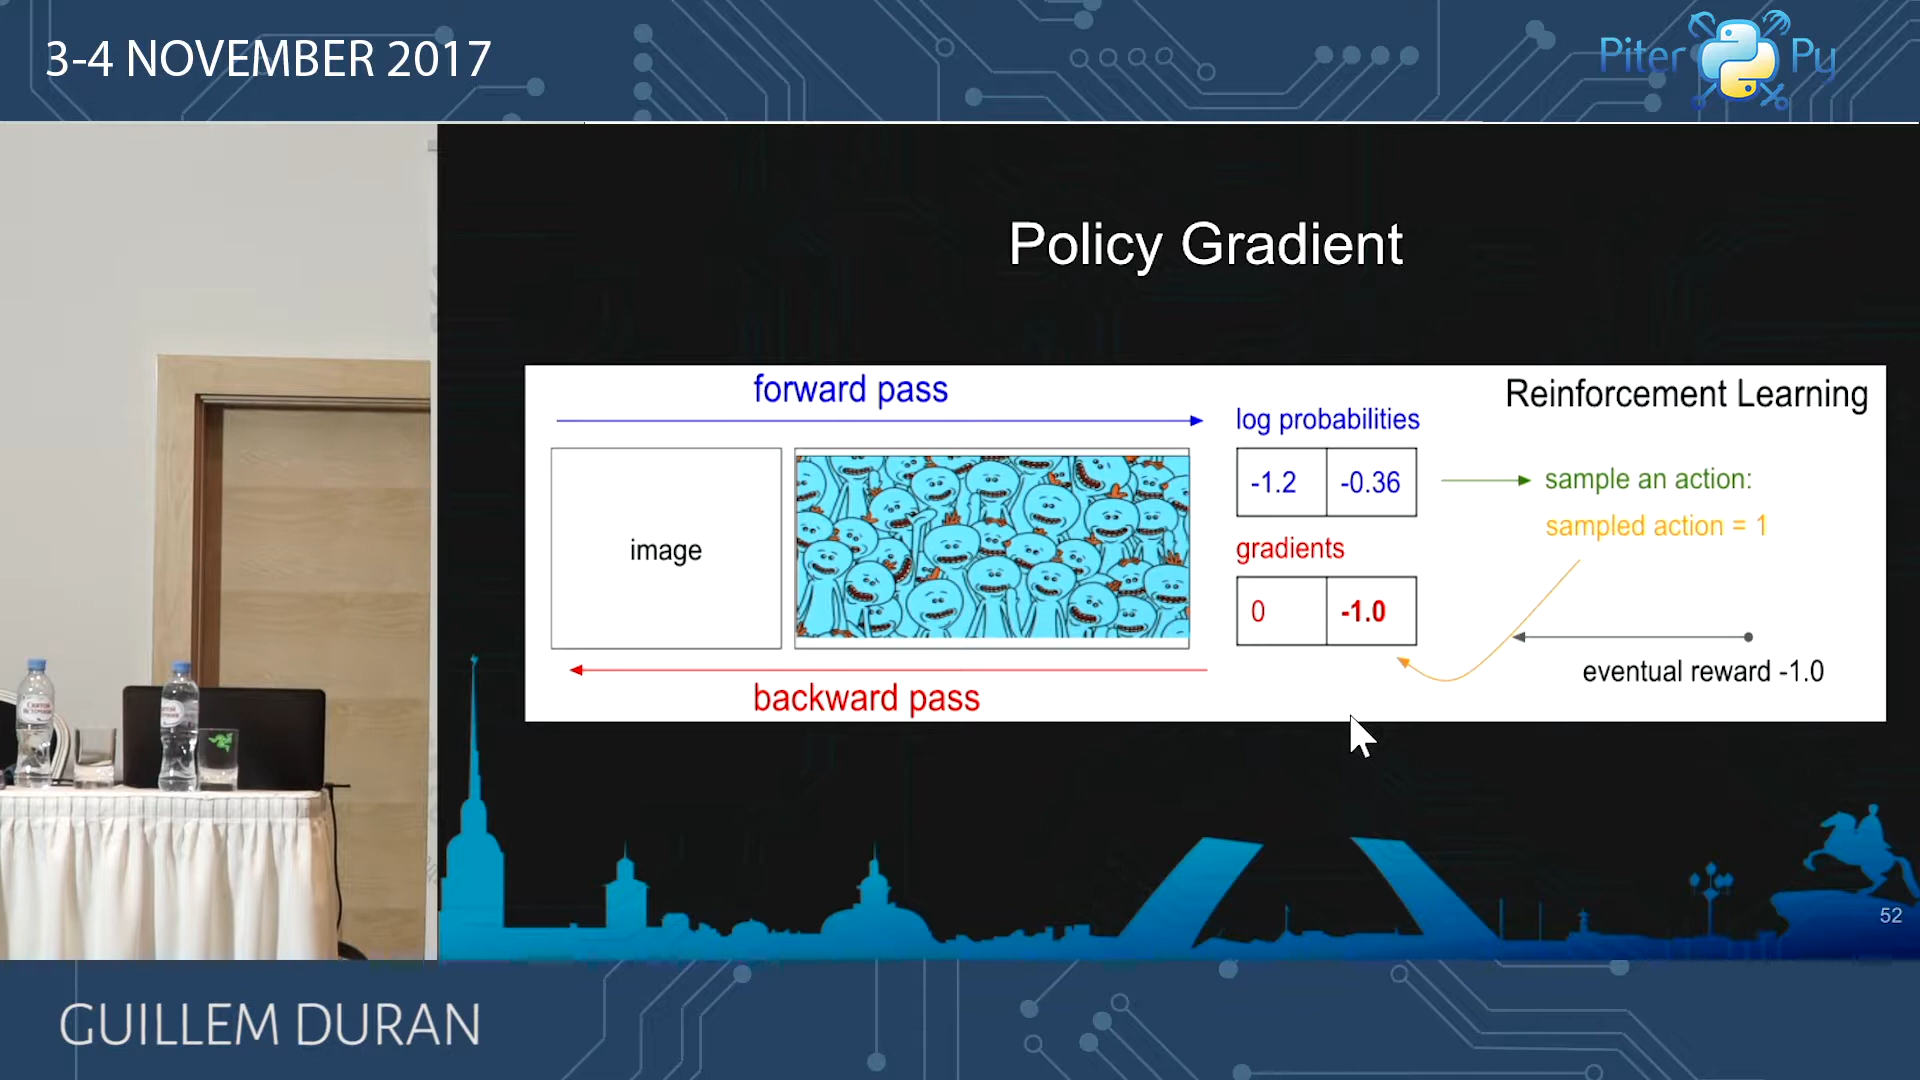 3-4 NOVEMBER 2017
Piter Py
Policy Gradient
forward pass
Reinforcement Learning
log probabilities
-1.2 -0.36
sample an action:
sampled action = 1
image
gradients
0 -1.0
eventual reward -1.0
backward pass
52
GUILLEM DURAN